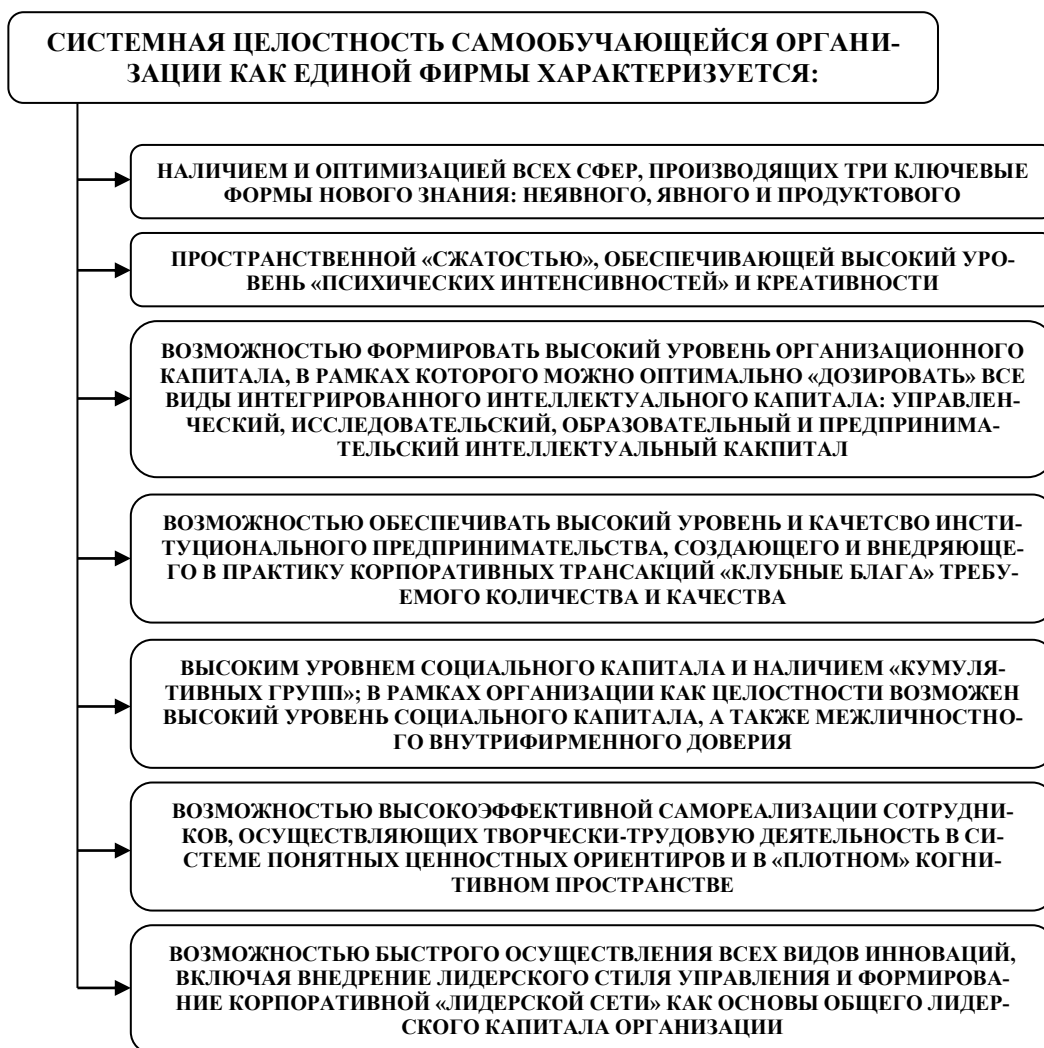 СИСТЕМНАЯ ЦЕЛОСТНОСТЬ САМООБУЧАЮЩЕЙСЯ ОРГАНИ-
ЗАЦИИ КАК ЕДИНОЙ ФИРМЫ ХАРАКТЕРИЗУЕТСЯ:
НАЛИЧИЕМ И ОПТИМИЗАЦИЕЙ ВСЕХ СФЕР, ПРОИЗВОДЯЩИХ ТРИ КЛЮЧЕВЫЕ
ФОРМЫ НОВОГО ЗНАНИЯ: НЕЯВНОГО, ЯВНОГО И ПРОДУКТОВОГО
ПРОСТРАНСТВЕННОЙ «СЖАТОСТЬЮ», ОБЕСПЕЧИВАЮЩЕЙ ВЫСОКИЙ УРО-
ВЕНЬ «ПСИХИЧЕСКИХ ИНТЕНСИВНОСТЕЙ» И КРЕАТИВНОСТИ
ВОЗМОЖНОСТЬЮ ФОРМИРОВАТЬ ВЫСОКИЙ УРОВЕНЬ ОРГАНИЗАЦИОННОГО
КАПИТАЛА, В РАМКАХ КОТОРОГО МОЖНО ОПТИМАЛЬНО «ДОЗИРОВАТЬ» ВСЕ
ВИДЫ ИНТЕГРИРОВАННОГО ИНТЕЛЛЕКТУАЛЬНОГО КАПИТАЛА: УПРАВЛЕН-
ЧЕСКИЙ, ИССЛЕДОВАТЕЛЬСКИЙ, ОБРАЗОВАТЕЛЬНЫЙ И ПРЕДПРИНИМА-
ТЕЛЬСКИЙ ИНТЕЛЛЕКТУАЛЬНЫЙ КАКПИТАЛ
ВОЗМОЖНОСТЬЮ ОБЕСПЕЧИВАТЬ ВЫСОКИЙ УРОВЕНЬ И КАЧЕТСВО ИНСТИ-
ТУЦИОНАЛЬНОГО ПРЕДПРИНИМАТЕЛЬСТВА, СОЗДАЮЩЕГО И ВНЕДРЯЮЩЕ-
ГО В ПРАКТИКУ КОРПОРАТИВНЫХ ТРАНСАКЦИЙ «КЛУБНЫЕ БЛАГА» ТРЕБУ-
ЕМОГО КОЛИЧЕСТВА И КАЧЕСТВА
ВЫСОКИМ УРОВНЕМ СОЦИАЛЬНОГО КАПИТАЛА И НАЛИЧИЕМ «КУМУЛЯ-
ТИВНЫХ ГРУПП»; В РАМКАХ ОРГАНИЗАЦИИ КАК ЦЕЛОСТНОСТИ ВОЗМОЖЕН
ВЫСОКИЙ УРОВЕНЬ СОЦИАЛЬНОГО КАПИТАЛА, А ТАКЖЕ МЕЖЛИЧНОСТНО-
ГО ВНУТРИФИРМЕННОГО ДОВЕРИЯ
ВОЗМОЖНОСТЬЮ ВЫСОКОЭФФЕКТИВНОЙ САМОРЕАЛИЗАЦИИ СОТРУДНИ-
КОВ, ОСУЩЕСТВЛЯЮЩИХ ТВОРЧЕСКИ-ТРУДОВУЮ ДЕЯТЕЛЬНОСТЬ В СИ-
СТЕМЕ ПОНЯТНЫХ ЦЕННОСТНЫХ ОРИЕНТИРОВ И В «ПЛОТНОМ» КОГНИ-
ТИВНОМ ПРОСТРАНСТВЕ
ВОЗМОЖНОСТЬЮ БЫСТРОГО ОСУЩЕСТВЛЕНИЯ ВСЕХ ВИДОВ ИННОВАЦИЙ,
ВКЛЮЧАЯ ВНЕДРЕНИЕ ЛИДЕРСКОГО СТИЛЯ УПРАВЛЕНИЯ И ФОРМИРОВА-
НИЕ КОРПОРАТИВНОЙ «ЛИДЕРСКОЙ СЕТИ» КАК ОСНОВЫ ОБЩЕГО ЛИДЕР-
СКОГО КАПИТАЛА ОРГАНИЗАЦИИ